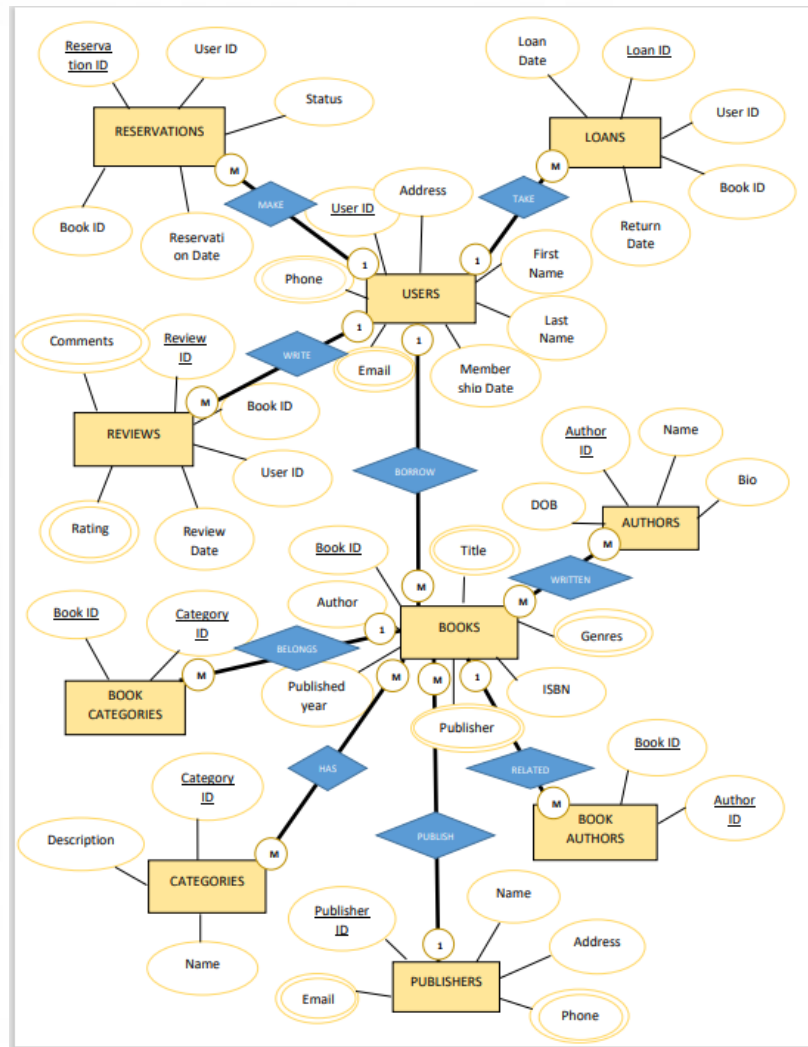 Reserva
tion ID
User ID
Status
RESERVATIONS
M
Book ID
Reservati
on Date
MAKE
Loan
Date
Loan ID
User ID
LOANS
M
Book ID
Return
Date
TAKE
User ID
Address
First
Name
1
1
Phone
USERS
Last
Name
1
1
Email
Member
ship Date
WRITE
Comments
Review
ID
M
Book ID
REVIEWS
User ID
Rating
Review
Date
BORROW
M
Author
ID
Name
Bio
DOB
AUTHORS
M
WRITTEN
M
Book ID
Title
Author
BOOKS
Genres
1
Published
year
M
M
1
ISBN
Publisher
BELONGS
M
Book ID
Category
ID
BOOK
CATEGORIES
HAS
M
Category
ID
Description
CATEGORIES
Name
RELATED
M
Book ID
BOOK
AUTHORS
Author
ID
PUBLISH
1
Publisher
ID
Name
Address
PUBLISHERS
Email
Phone